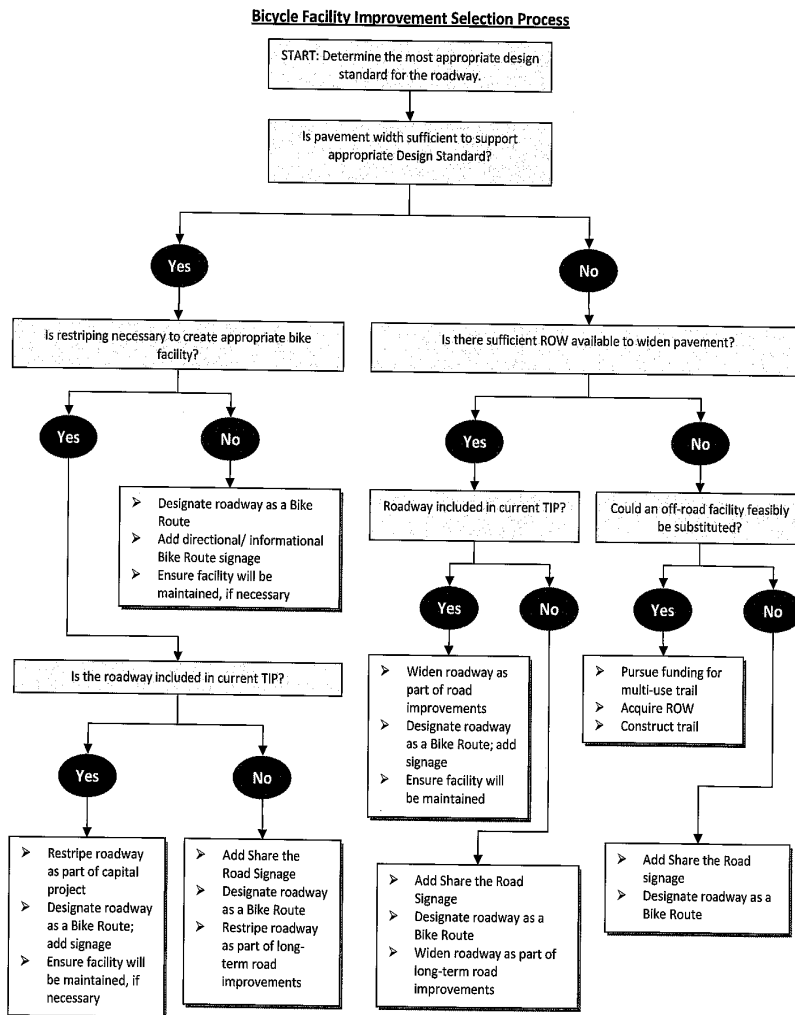 Bicycle Facility Improvement Selection Process
START: Determine the most appropriate design
standard for the roadway.
Is pavement width sufficient to support
appropriate Design Standard?
Yes
No
Is restriping necessary to create appropriate bike
facility?
Is there sufficient ROW available to widen pavement?
Yes
No
Yes
No
➢ Designate roadway as a Bike
Route
➢ Add directional/ informational
Bike Route signage
➢ Ensure facility will be
maintained, if necessary
Roadway included in current TIP?
Could an off-road facility feasibly
be substituted?
Yes
No
Yes
No
Is the roadway included in current TIP?
➢ Widen roadway as
part of road
improvements
➢ Designate roadway
as a Bike Route; add
signage
➢ Ensure facility will
be maintained
➢ Pursue funding for
multi-use trail
➢ Acquire ROW
➢ Construct trail
Yes
No
➢ Restripe roadway
as part of capital
project
➢ Designate roadway
as a Bike Route;
add signage
➢ Ensure facility will
be maintained, if
necessary
➢ Add Share the
Road Signage
➢ Designate roadway
as a Bike Route
➢ Restripe roadway
as part of long-
term road
improvements
➢ Add Share the Road
Signage
➢ Designate roadway as a
Bike Route
➢ Widen roadway as part of
long-term road
improvements
➢ Add Share the Road
signage
➢ Designate roadway as a
Bike Route